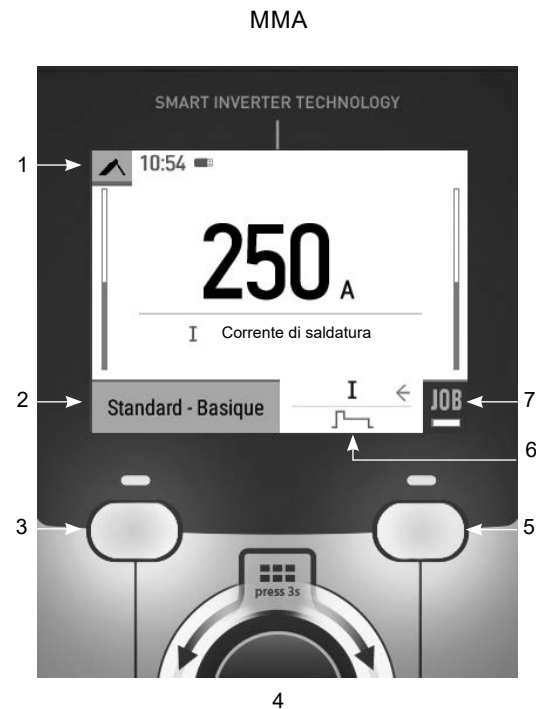 MMA
SMART INVERTER TECHNOLOGY
1
10:54
250 A
I Corrente di saldatura
2
Standard - Basique
I
JOB
7
6
3
5
press 3s
4